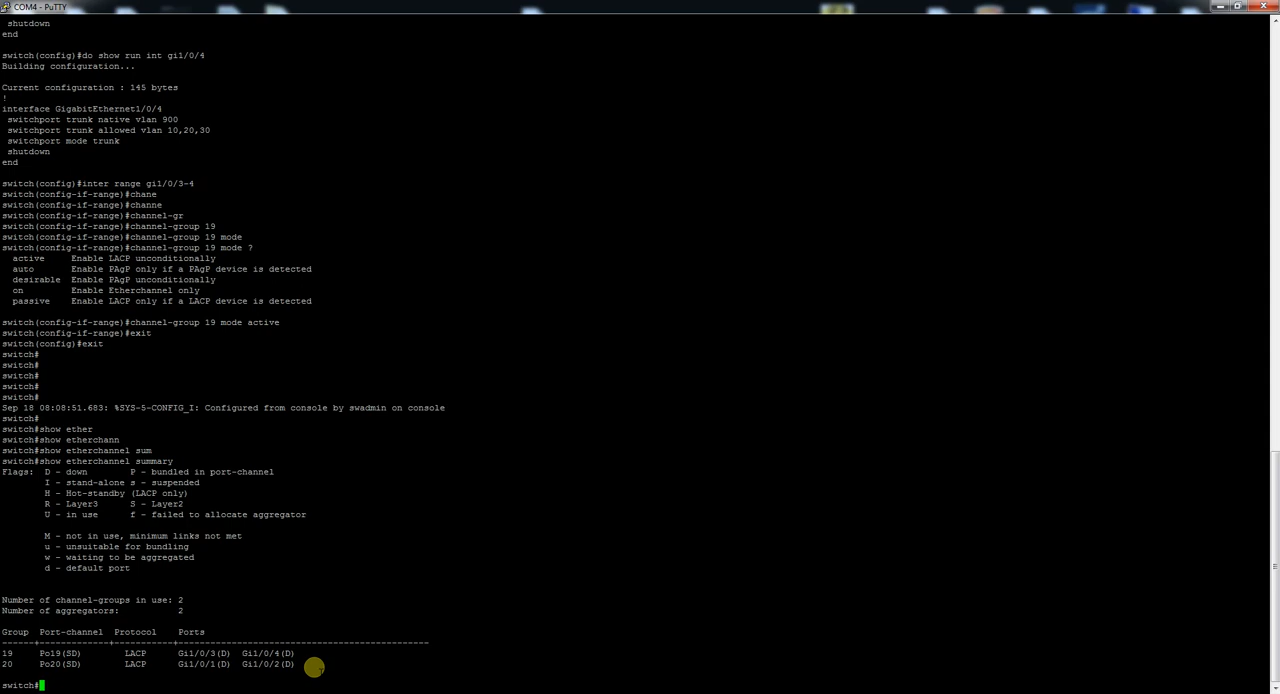 COM4 - PuTTY
shutdown
end
switch(config)#do show run int gi1/0/4
Building configuration...
Current configuration : 145 bytes
!
interface GigabitEthernet1/0/4
switchport trunk native vlan 900
switchport trunk allowed vlan 10,20,30
switchport mode trunk
shutdown
end
switch(config)#inter range gi1/0/3-4
switch(config-if-range)#chane
switch(config-if-range)#channe
switch(config-if-range)#channel-gr
switch(config-if-range)#channel-group 19
switch(config-if-range)#channel-group 19 mode
switch(config-if-range)#channel-group 19 mode ?
active Enable LACP unconditionally
auto Enable PAgP only if a PAgP device is detected
desirable Enable PAgP unconditionally
on Enable Etherchannel only
passive Enable LACP only if a LACP device is detected
switch(config-if-range)#channel-group 19 mode active
switch(config-if-range)#exit
switch(config)#exit
switch#
switch#
switch#
switch#
switch#
Sep 18 08:08:51.683: %SYS-5-CONFIG_I: Configured from console by swadmin on console
switch#
switch#show ether
switch#show etherchann
switch#show etherchannel sum
switch#show etherchannel summary
Flags: D - down P - bundled in port-channel
I - stand-alone s - suspended
H - Hot-standby (LACP only)
R - Layer3 S - Layer2
U - in use f - failed to allocate aggregator
M - not in use, minimum links not met
u - unsuitable for bundling
w - waiting to be aggregated
d - default port
Number of channel-groups in use: 2
Number of aggregators: 2
Group Port-channel Protocol Ports
------+-------------+-----------+-----------------------------------------------
19 Po19(SD) LACP Gi1/0/3(D) Gi1/0/4(D)
20 Po20(SD) LACP Gi1/0/1(D) Gi1/0/2(D)
switch#